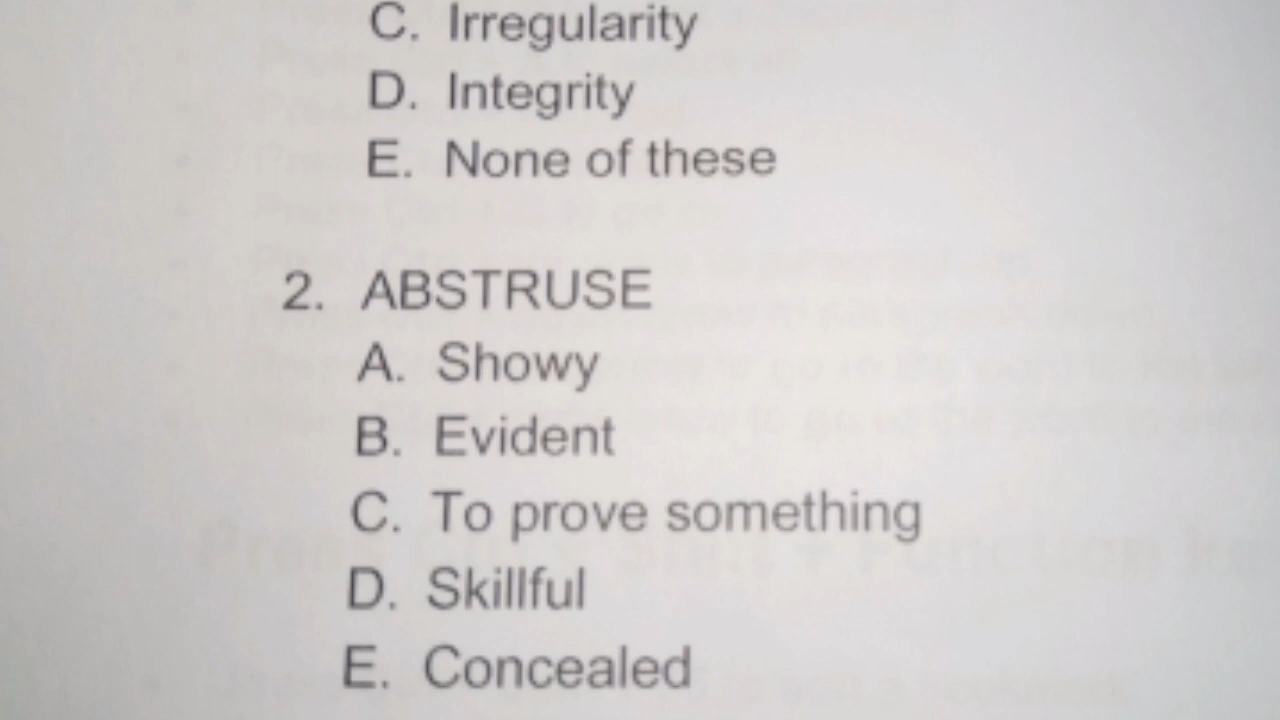 C. Irregularity
D. Integrity
E. None of these
2. ABSTRUSE
A. Showy
B. Evident
C. To prove something
D. Skillful
E. Concealed